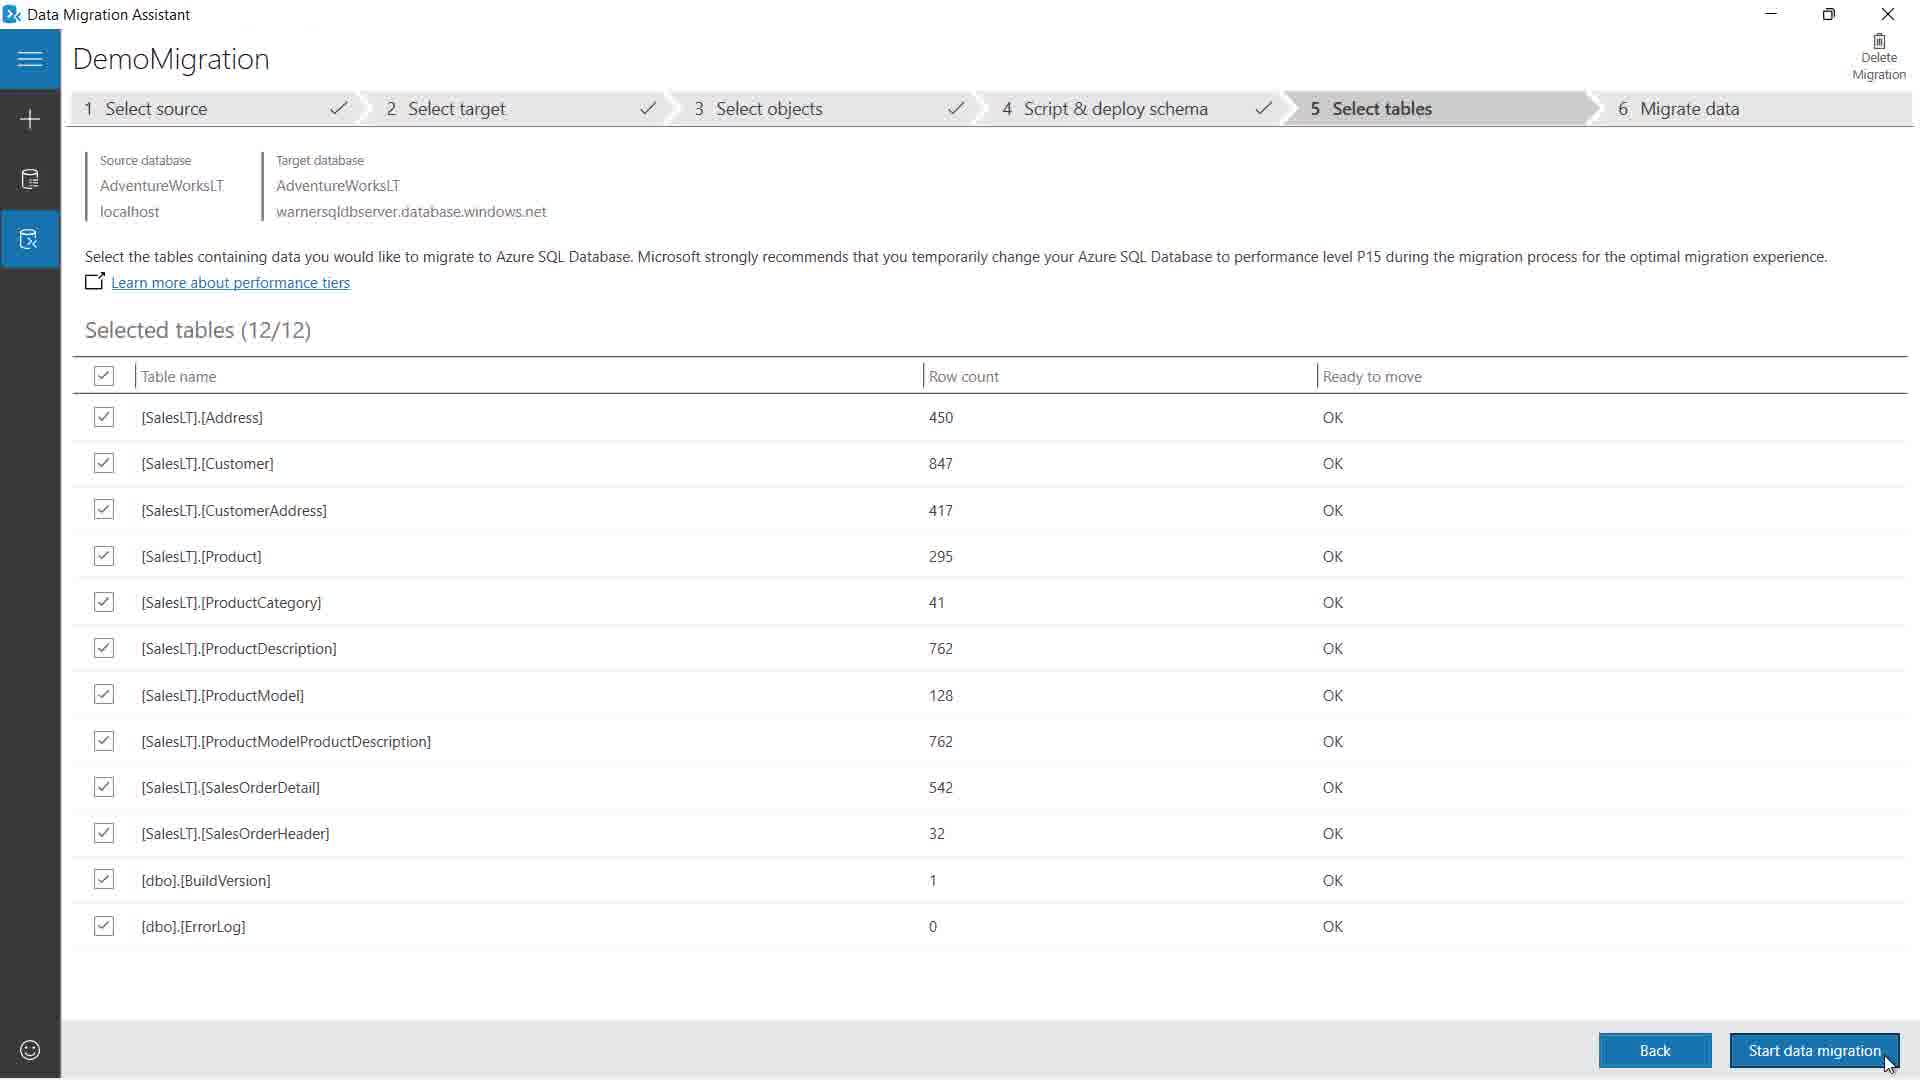 Data Migration Assistant
DemoMigration
Delete
Migration
1 Select source
2 Select target
3 Select objects
4 Script & deploy schema
5 Select tables
6 Migrate data
Source database
AdventureWorksLT
localhost
Target database
AdventureWorksLT
warnersqldbserver.database.windows.net
Select the tables containing data you would like to migrate to Azure SQL Database. Microsoft strongly recommends that you temporarily change your Azure SQL Database to performance level P15 during the migration process for the optimal migration experience.
Learn more about performance tiers
Selected tables (12/12)
Table name Row count Ready to move
[SalesLT].[Address] 450 OK
[SalesLT].[Customer] 847 OK
[SalesLT].[CustomerAddress] 417 OK
[SalesLT].[Product] 295 OK
[SalesLT].[ProductCategory] 41 OK
[SalesLT].[ProductDescription] 762 OK
[SalesLT].[ProductModel] 128 OK
[SalesLT].[ProductModelProductDescription] 762 OK
[SalesLT].[SalesOrderDetail] 542 OK
[SalesLT].[SalesOrderHeader] 32 OK
[dbo].[BuildVersion] 1 OK
[dbo].[ErrorLog] 0 OK
Back
Start data migration